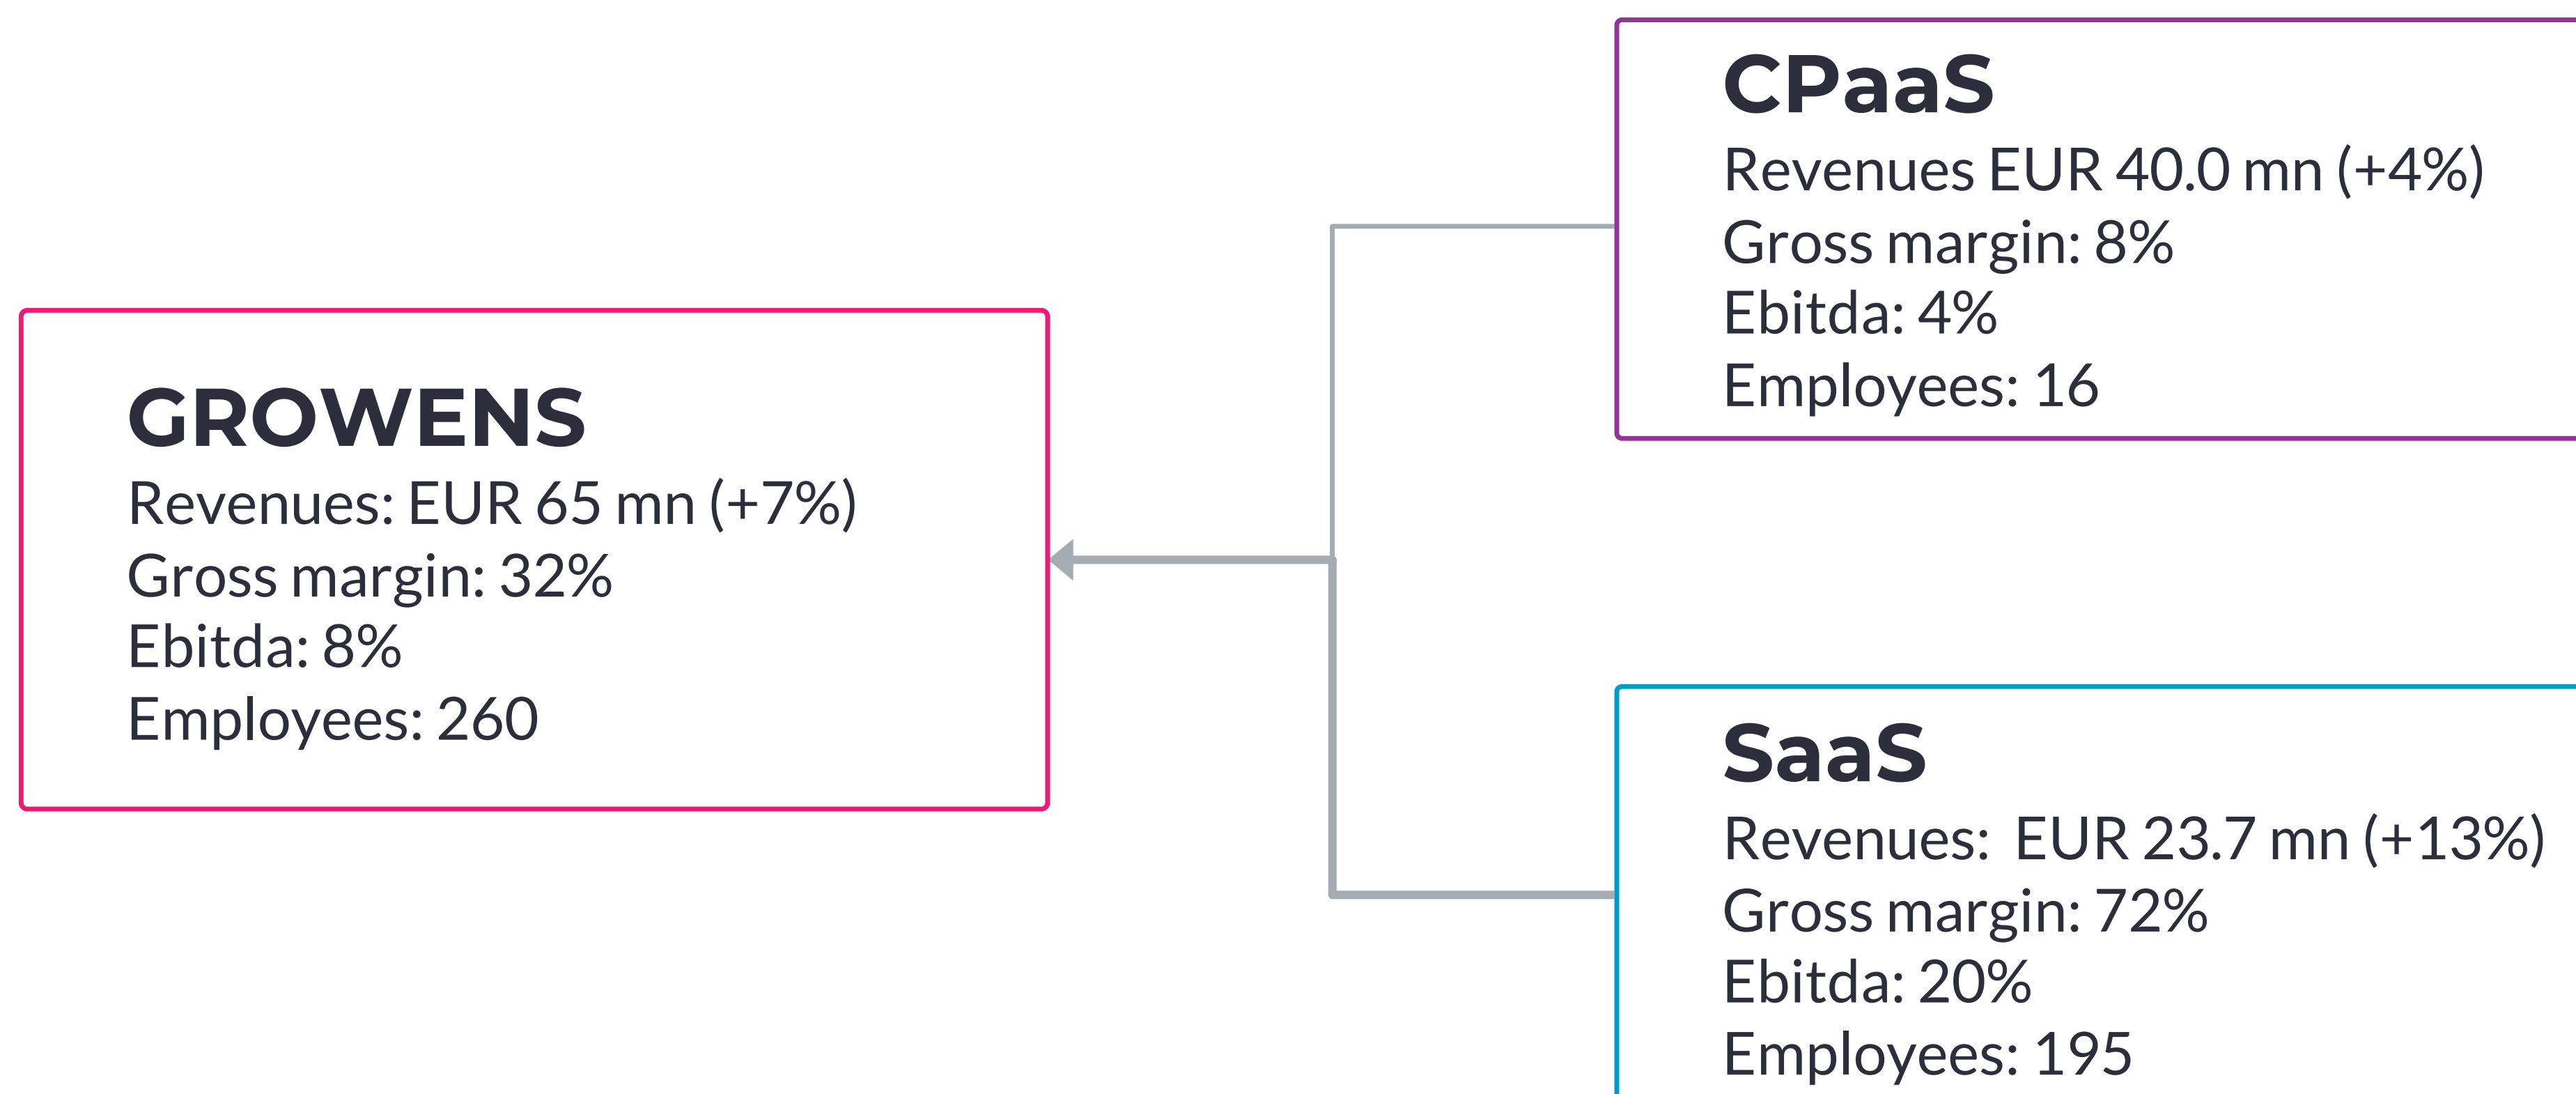 GROWENS
Revenues: EUR 65 mn (+7%)
Gross margin: 32%
Ebitda: 8%
Employees: 260
CPaaS
Revenues EUR 40.0 mn (+4%)
Gross margin: 8%
Ebitda: 4%
Employees: 16
SaaS
Revenues:  EUR 23.7 mn (+13%)
Gross margin: 72%
Ebitda: 20%
Employees: 195